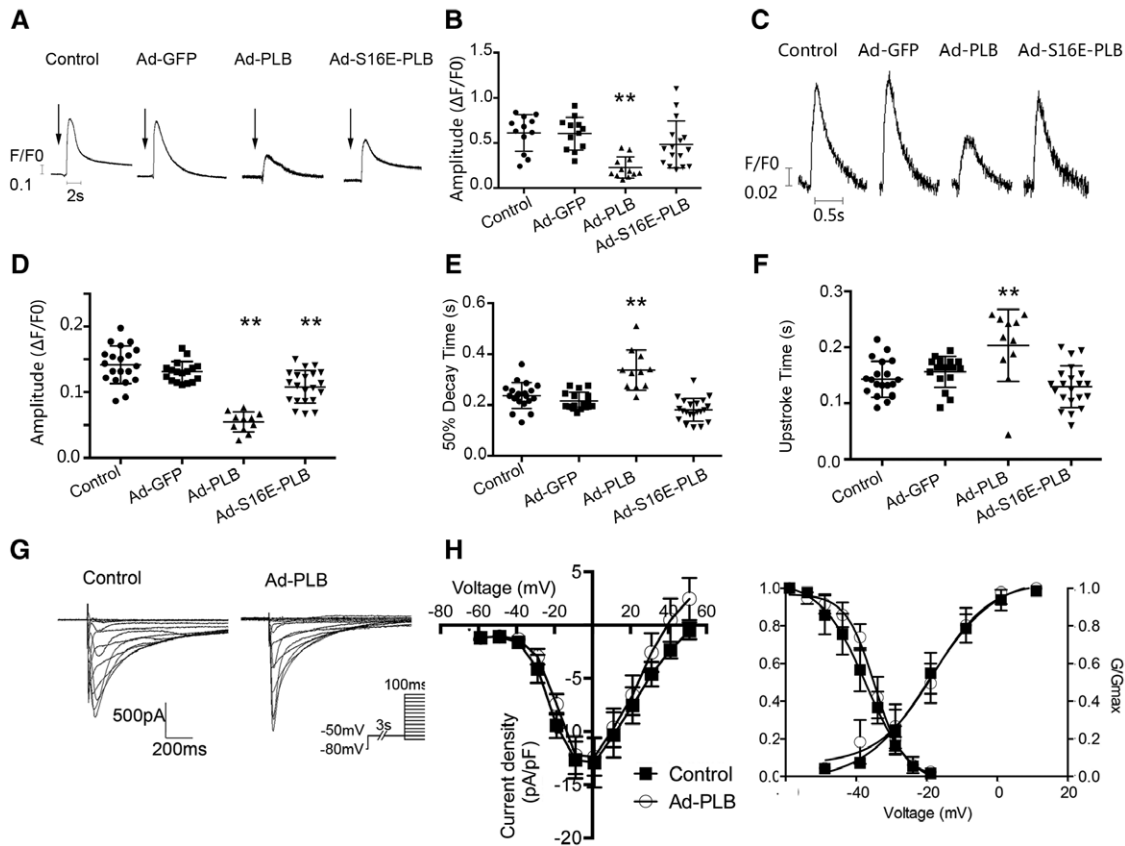 A
Control
Ad-GFP
Ad-PLB
Ad-S16E-PLB
F/F0
0.1
2s
B
Amplitude (ΔF/F0)
1.5
1.0
0.5
0.0
**
Control
Ad-GFP
Ad-PLB
Ad-S16E-PLB
C
Control
Ad-GFP
Ad-PLB
Ad-S16E-PLB
F/F0
0.02
0.5s
D
Amplitude (ΔF/F0)
0.2
0.1
0.0
**
**
Control
Ad-GFP
Ad-PLB
Ad-S16E-PLB
E
50% Decay Time (s)
0.6
0.4
0.2
0.0
**
Control
Ad-GFP
Ad-PLB
Ad-S16E-PLB
F
Upstroke Time (s)
0.3
0.2
0.1
0.0
**
Control
Ad-GFP
Ad-PLB
Ad-S16E-PLB
G
Control
Ad-PLB
500pA
200ms
100ms
-50mV
3s
-80mV
H
Voltage (mV)
-80 -60 -40 -20 20 40 60
5
-5
-10
-15
-20
Current density
(pA/pF)
Control
Ad-PLB
1.0
0.8
0.6
0.4
0.2
0.0
-40 -20 0 20
Voltage (mV)
1.0
0.8
0.6
0.4
0.2
0.0
G/Gmax